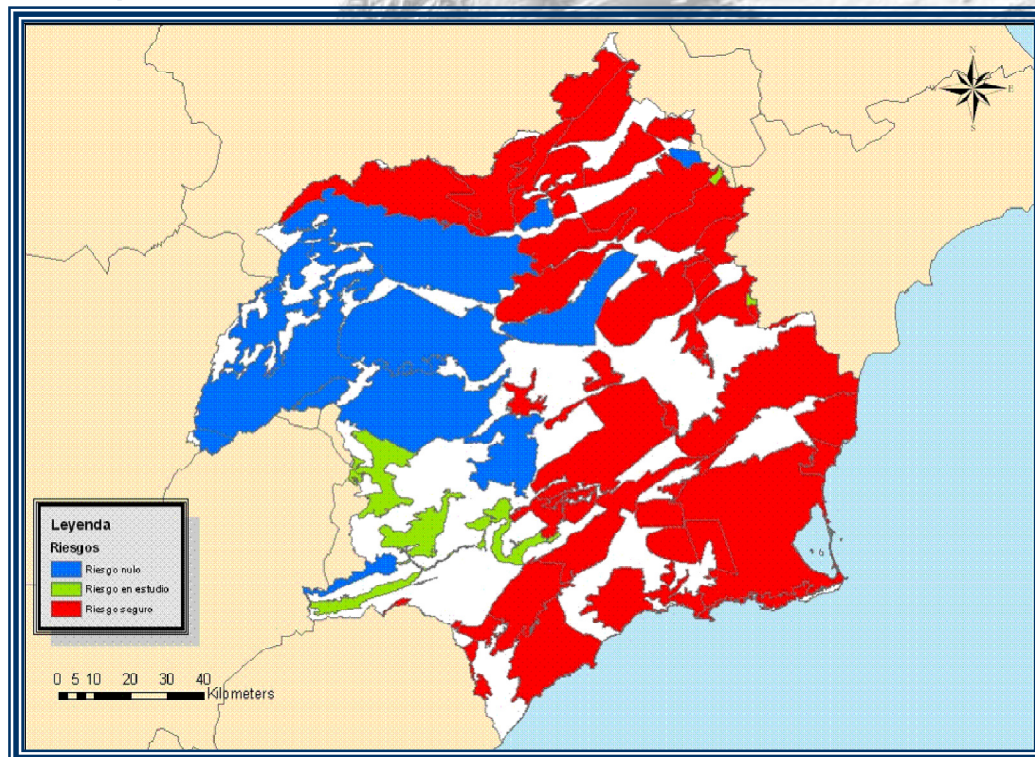 N
W E
S
Leyenda
Riesgos
Riesgo nulo
Riesgo en estudio
Riesgo seguro
0 5 10 20 30 40
Kilometers